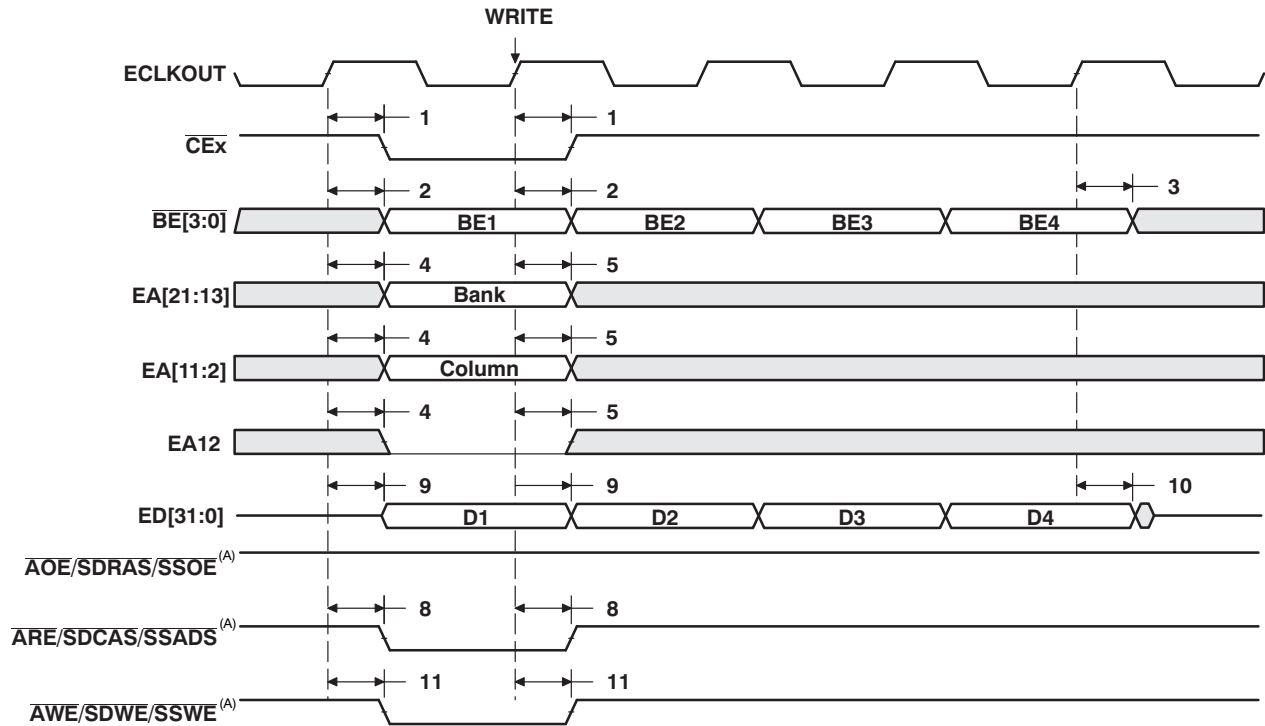 WRITE
ECLKOUT
1 1
CEx
2 2 3
BE[3:0] BE1 BE2 BE3 BE4
4 5
EA[21:13] Bank
4 5
EA[11:2] Column
4 5
EA12
9 9 10
ED[31:0] D1 D2 D3 D4
AOE/SDRAS/SSOE(A)
8 8
ARE/SDCAS/SSADS(A)
11 11
AWE/SDWE/SSWE(A)